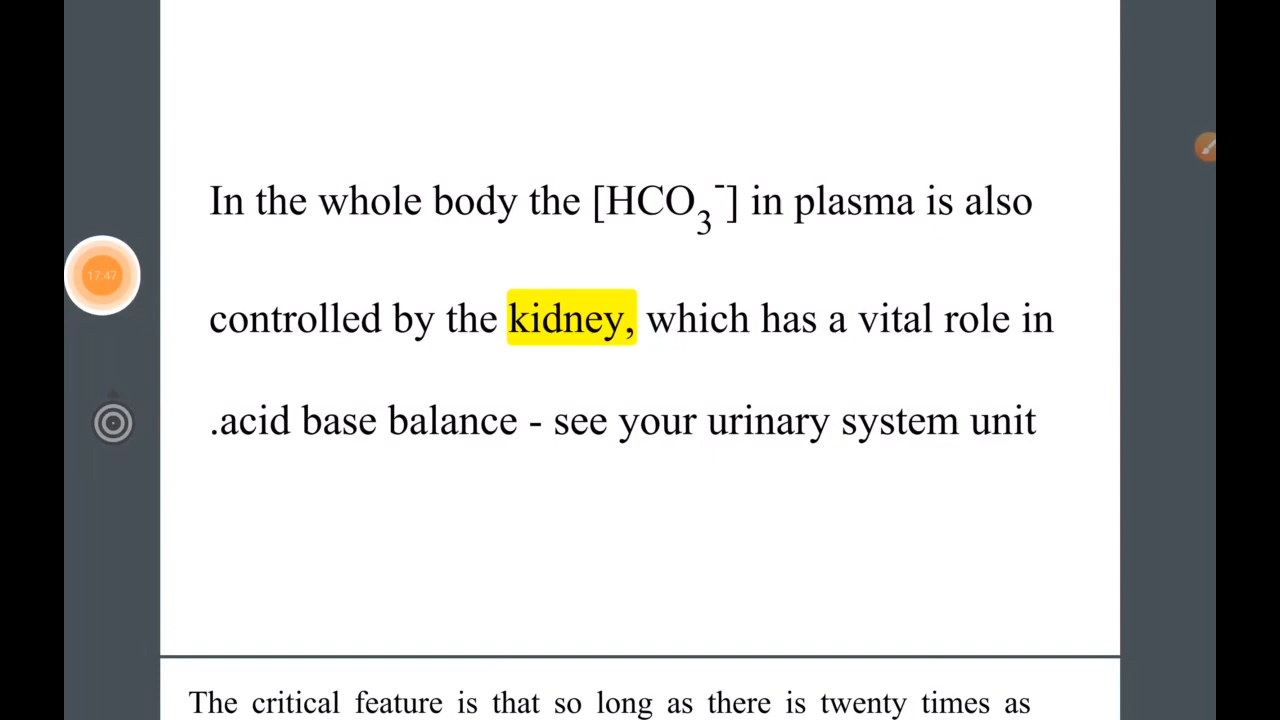 In the whole body the [HCO3-] in plasma is also
17:47
controlled by the kidney, which has a vital role in
.acid base balance - see your urinary system unit
The critical feature is that so long as there is twenty times as